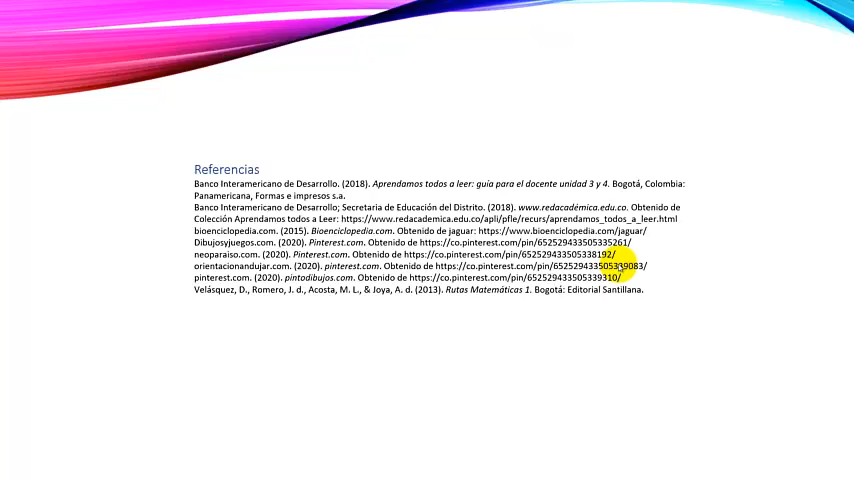 Referencias
Banco Interamericano de Desarrollo. (2018). Aprendamos todos a leer: guía para el docente unidad 3 y 4. Bogotá, Colombia:
Panamericana, Formas e impresos s.a.
Banco Interamericano de Desarrollo; Secretaria de Educación del Distrito. (2018). www.redacadémica.edu.co. Obtenido de
Colección Aprendamos todos a Leer: https://www.redacademica.edu.co/apli/pfle/recurs/aprendamos_todos_a_leer.html
bioenciclopedia.com. (2015). Bioenciclopedia.com. Obtenido de jaguar: https://www.bioenciclopedia.com/jaguar/
Dibujosyjuegos.com. (2020). Pinterest.com. Obtenido de https://co.pinterest.com/pin/652529433505335261/
neoparaiso.com. (2020). Pinterest.com. Obtenido de https://co.pinterest.com/pin/652529433505338192/
orientacionandujar.com. (2020). pinterest.com. Obtenido de https://co.pinterest.com/pin/652529433505339083/
pinterest.com. (2020). pintodibujos.com. Obtenido de https://co.pinterest.com/pin/652529433505339310/
Velásquez, D., Romero, J. d., Acosta, M. L., & Joya, A. d. (2013). Rutas Matemáticas 1. Bogotá: Editorial Santillana.